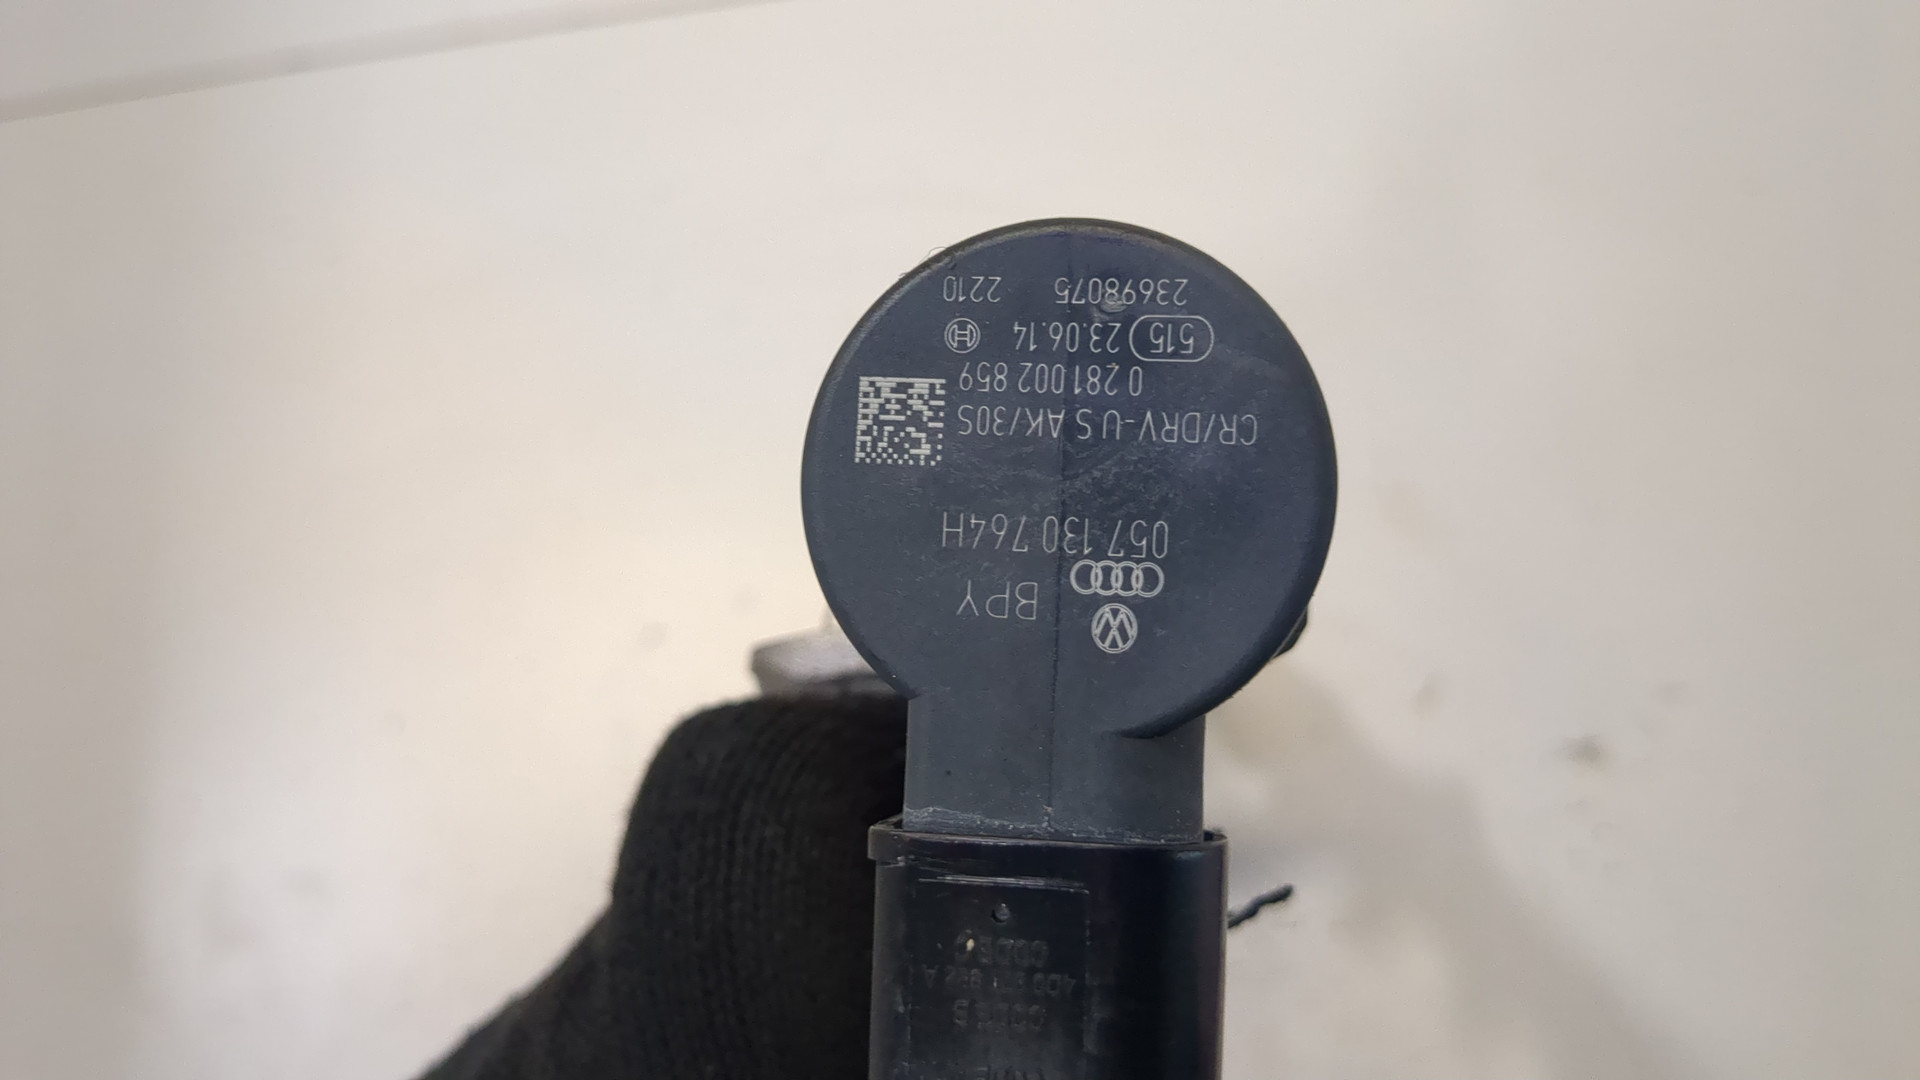 BPY
057 130 764H
CR/DRV-U S AK/30S
0 281 002 859
515 23.06.14
23698075 2210